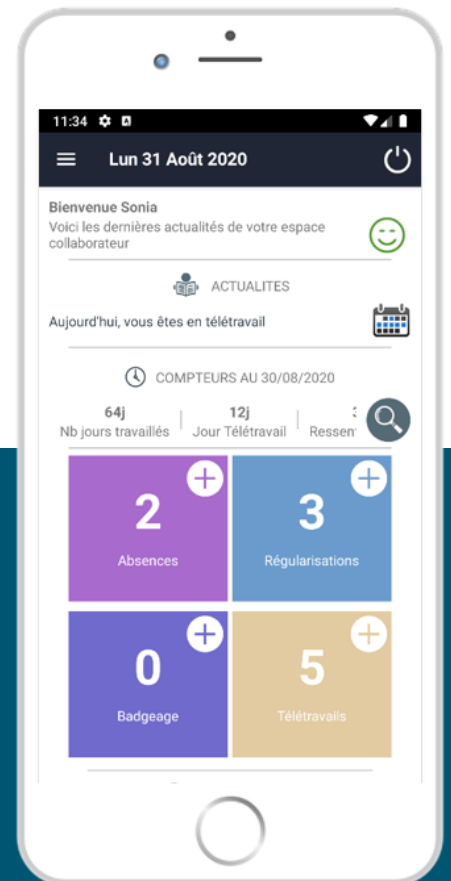 11:34
Lun 31 Août 2020
Bienvenue Sonia
Voici les dernières actualités de votre espace
collaborateur
ACTUALITES
Aujourd'hui, vous êtes en télétravail
COMPTEURS AU 30/08/2020
64j 12j
Nb jours travaillés Jour Télétravail Ressen
2 3
Absences Régularisations
0 5
Badgeage Télétravails